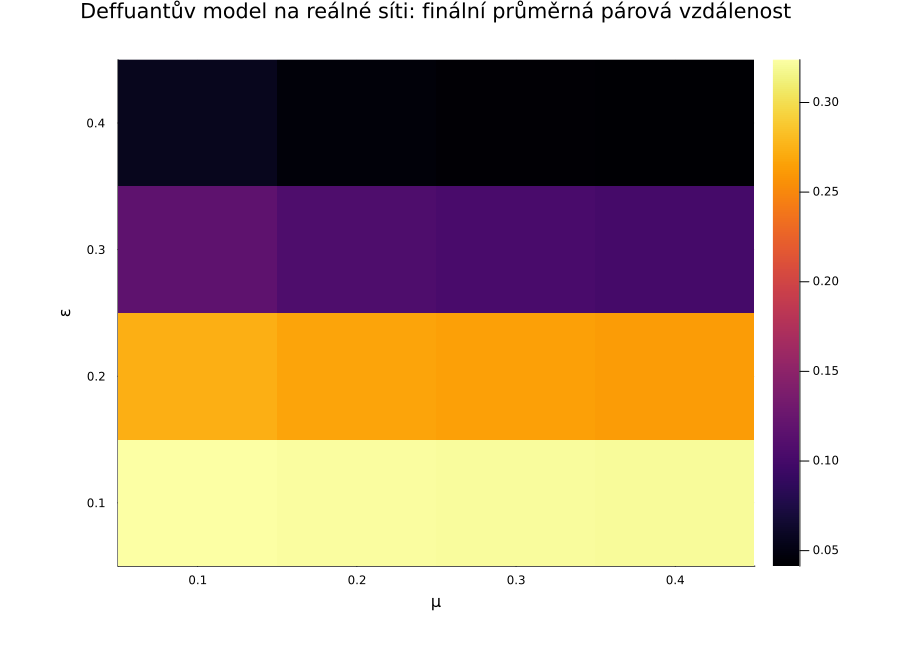 Deffuantův model na reálné síti: finální průměrná párová vzdálenost
0.4
0.3
0.2
0.1
ε
0.1 0.2 0.3 0.4
μ
0.30
0.25
0.20
0.15
0.10
0.05